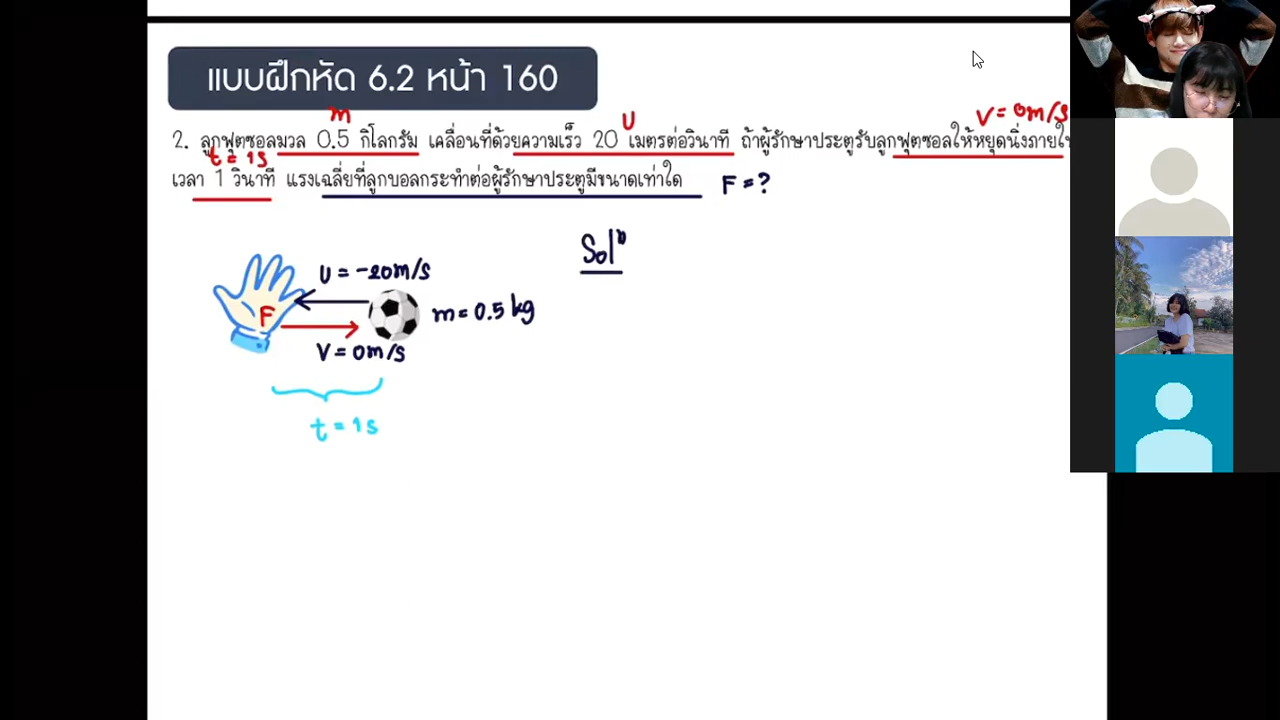 แบบฝึกหัด 6.2 หน้า 160
m
U
V = 0m/s
2. ลูกฟุตซอลมวล 0.5 กิโลกรัม เคลื่อนที่ด้วยความเร็ว 20 เมตรต่อวินาที ถ้าผู้รักษาประตูรับลูกฟุตซอลให้หยุดนิ่งภายใน
t = 1s
เวลา 1 วินาที แรงเฉลี่ยที่ลูกบอลกระทำต่อผู้รักษาประตูมีขนาดเท่าใด F = ?
Solⁿ
U = -20m/s
F
m = 0.5 kg
V = 0m/s
t = 1s